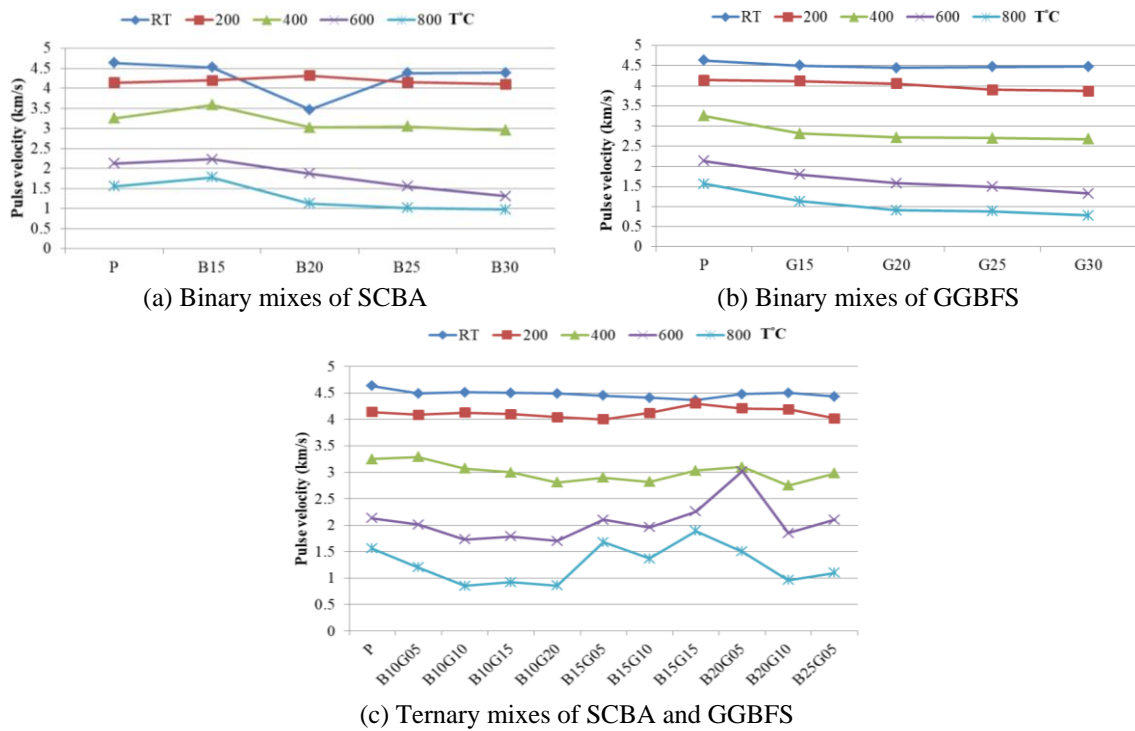 RT 200 400 600 800 T°C
Pulse velocity (km/s)
5
4.5
4
3.5
3
2.5
2
1.5
1
0.5
0
P B15 B20 B25 B30
(a) Binary mixes of SCBA
RT 200 400 600 800 T°C
Pulse velocity (km/s)
5
4.5
4
3.5
3
2.5
2
1.5
1
0.5
0
P G15 G20 G25 G30
(b) Binary mixes of GGBFS
RT 200 400 600 800 T°C
Pulse velocity (km/s)
5
4.5
4
3.5
3
2.5
2
1.5
1
0.5
0
P B10G05 B10G10 B10G15 B10G20 B15G05 B15G10 B15G15 B20G05 B20G10 B25G05
(c) Ternary mixes of SCBA and GGBFS